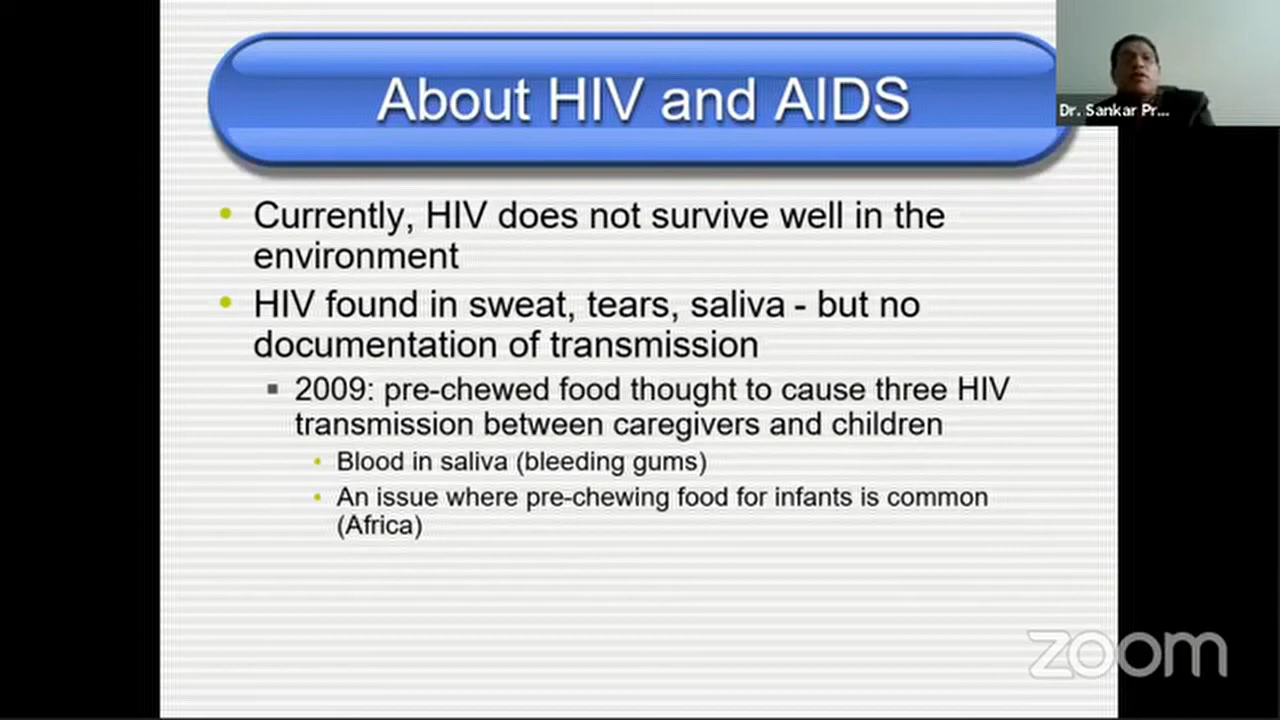 About HIV and AIDS
Dr. Sankar Pr...
• Currently, HIV does not survive well in the
environment
• HIV found in sweat, tears, saliva - but no
documentation of transmission
▪ 2009: pre-chewed food thought to cause three HIV
transmission between caregivers and children
• Blood in saliva (bleeding gums)
• An issue where pre-chewing food for infants is common
(Africa)
zoom